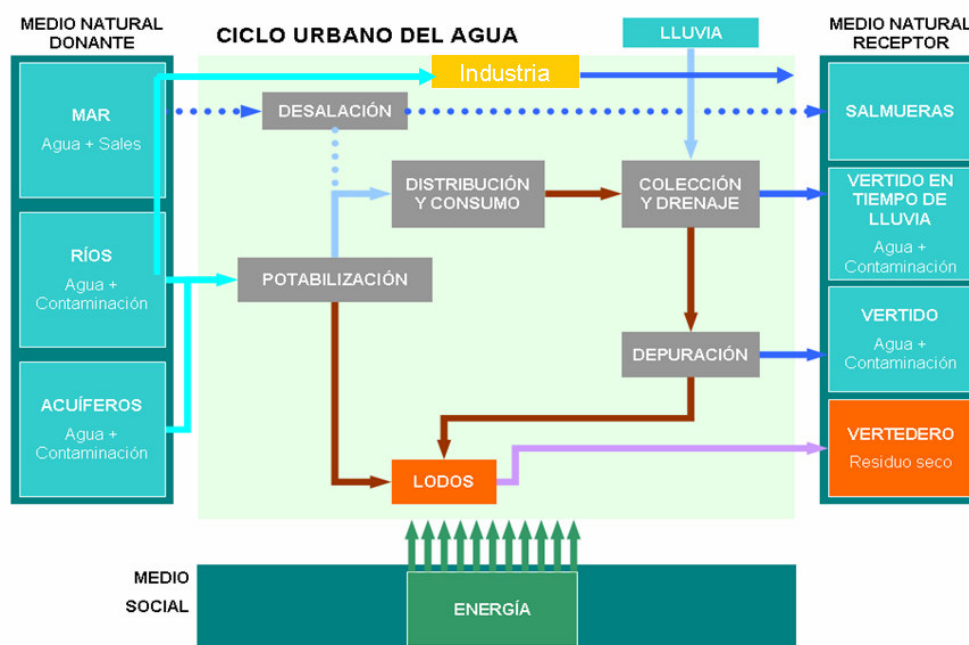 MEDIO NATURAL
DONANTE
CICLO URBANO DEL AGUA
LLUVIA
MEDIO NATURAL
RECEPTOR
Industria
MAR
Agua + Sales
DESALACIÓN
SALMUERAS
DISTRIBUCIÓN
Y CONSUMO
COLECCIÓN
Y DRENAJE
VERTIDO EN
TIEMPO DE
LLUVIA
Agua +
Contaminación
RÍOS
Agua +
Contaminación
POTABILIZACIÓN
VERTIDO
Agua +
Contaminación
DEPURACIÓN
ACUÍFEROS
Agua +
Contaminación
VERTEDERO
Residuo seco
LODOS
MEDIO
SOCIAL
ENERGÍA